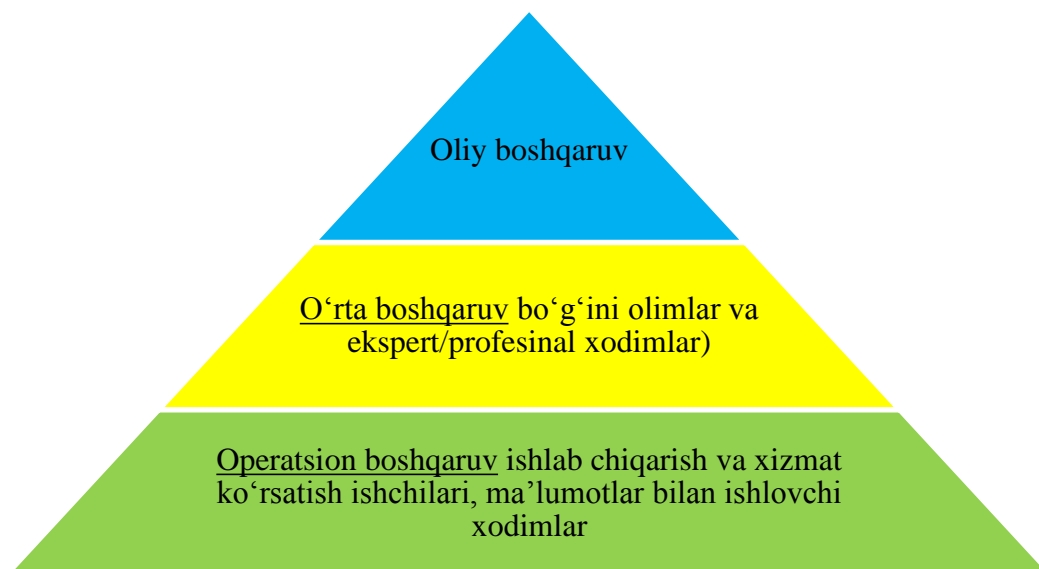 Oliy boshqaruv
O‘rta boshqaruv bo‘g‘ini olimlar va
ekspert/profesinal xodimlar)
Operatsion boshqaruv ishlab chiqarish va xizmat
ko‘rsatish ishchilari, ma’lumotlar bilan ishlovchi
xodimlar